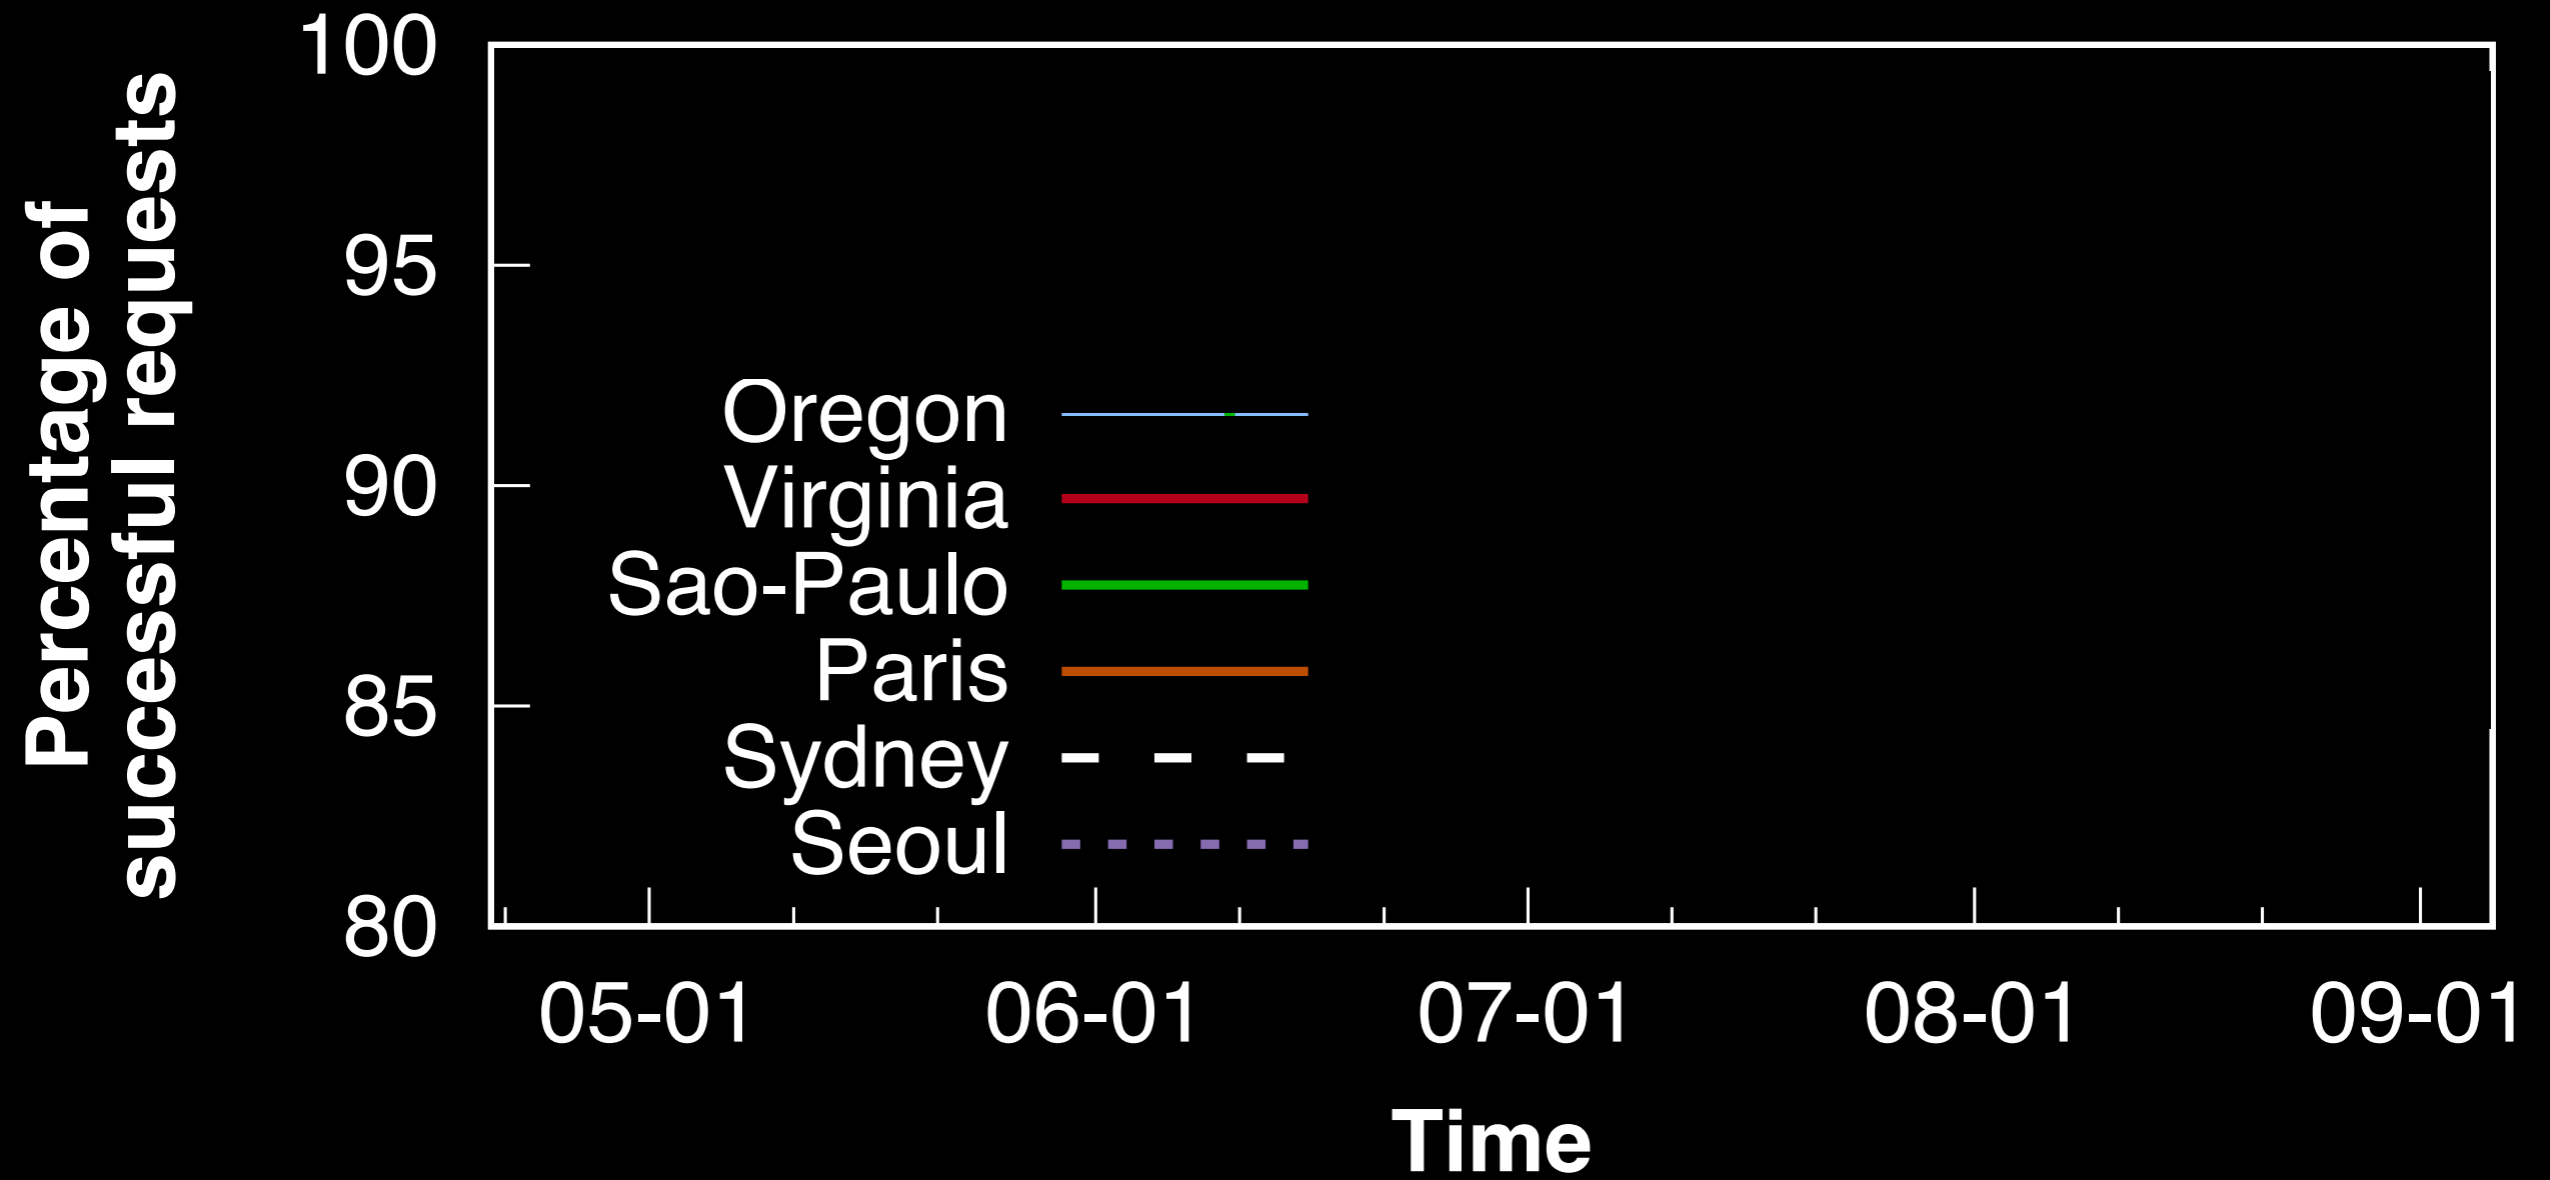 Percentage of
successful requests
100
95
90
85
80
Oregon
Virginia
Sao-Paulo
Paris
Sydney
Seoul
05-01 06-01 07-01 08-01 09-01
Time